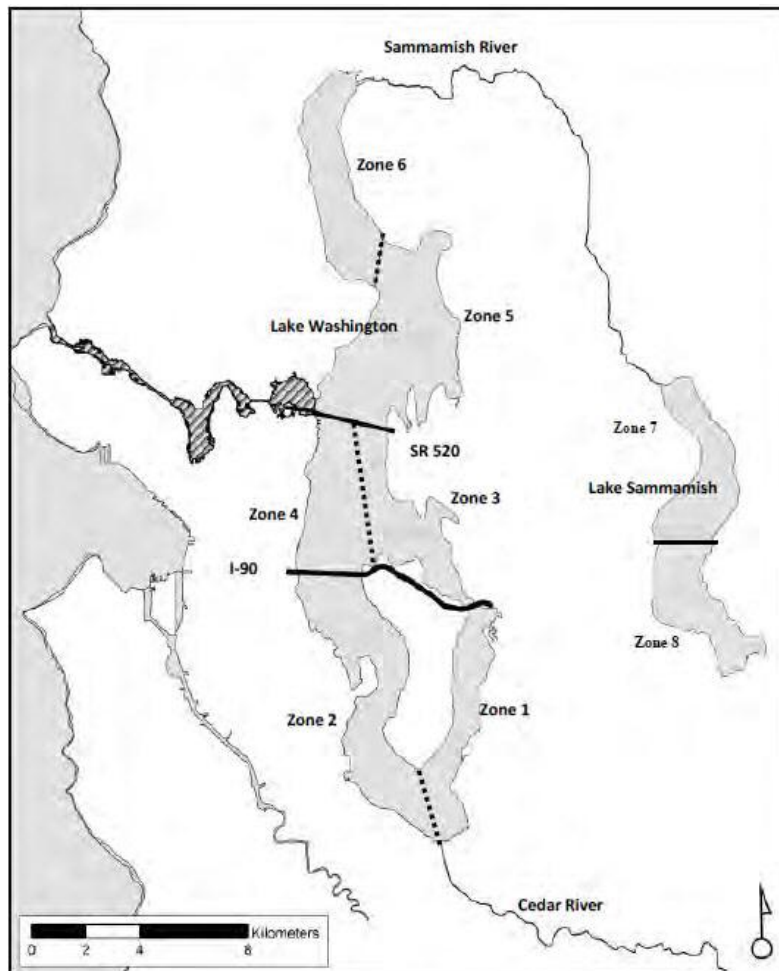 Sammamish River
Zone 6
Lake Washington
Zone 5
Zone 7
SR 520
Lake Sammamish
Zone 3
Zone 4
I-90
Zone 8
Zone 2
Zone 1
Cedar River
Kilometers
0 2 4 8